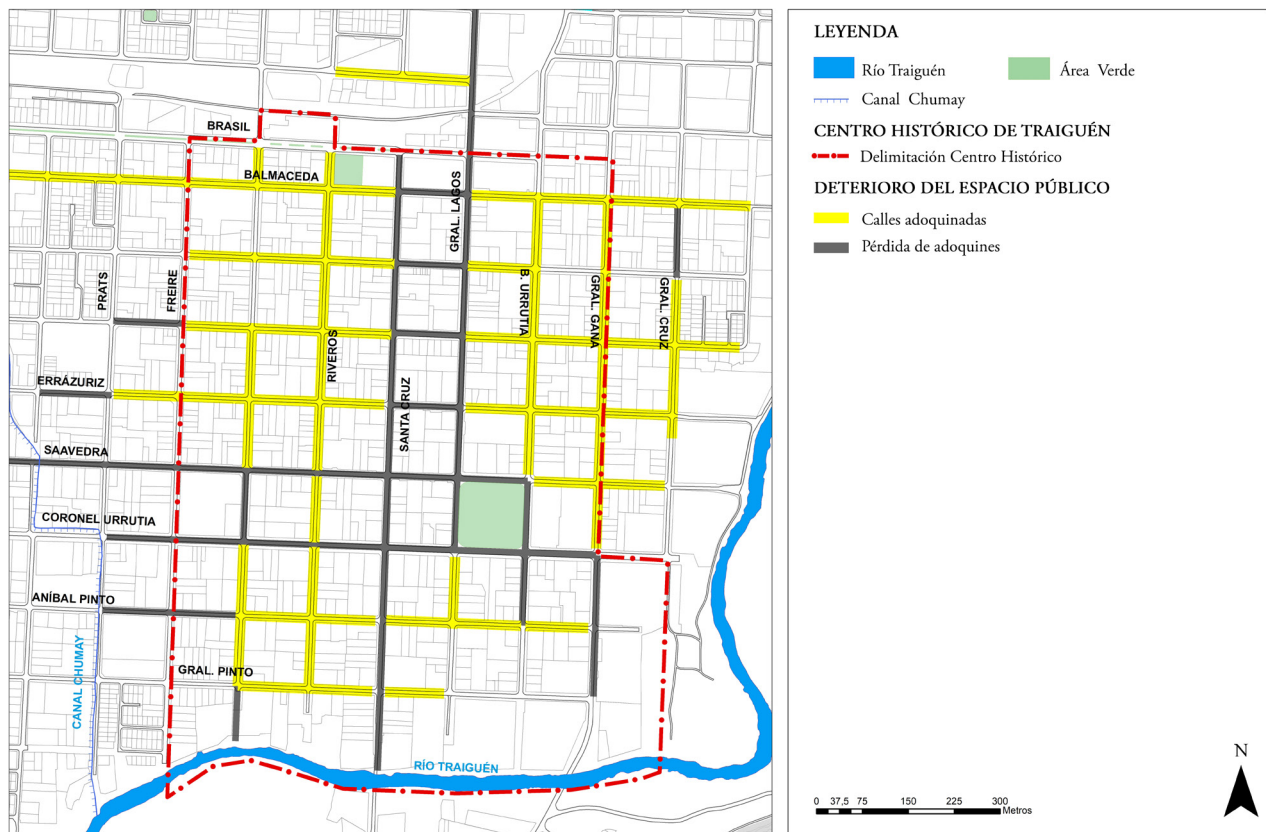 BRASIL
BALMACEDA
GRAL. LAGOS
PRATS
FREIRE
B. URRUTIA
GRAL. GANA
GRAL. CRUZ
RIVEROS
ERRÁZURIZ
SANTA CRUZ
SAAVEDRA
CORONEL URRUTIA
ANÍBAL PINTO
CANAL CHUMAY
GRAL. PINTO
RÍO TRAIGUÉN
LEYENDA
Río Traiguén
Área Verde
Canal Chumay
CENTRO HISTÓRICO DE TRAIGUÉN
Delimitación Centro Histórico
DETERIORO DEL ESPACIO PÚBLICO
Calles adoquinadas
Pérdida de adoquines
N
0 37,5 75 150 225 300
Metros